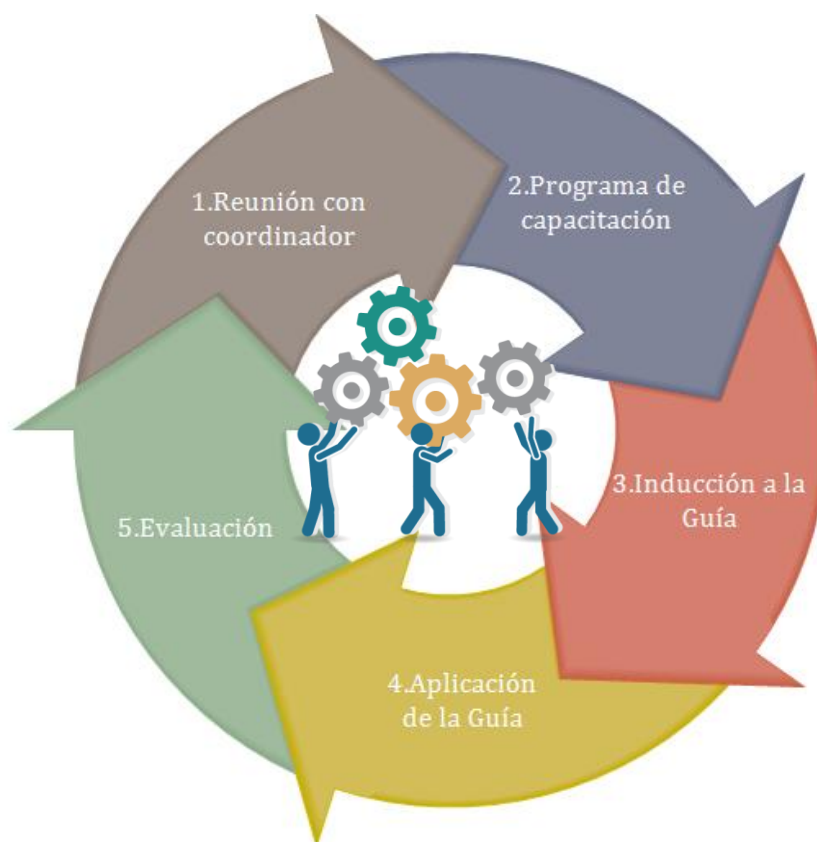 1.Reunión con
coordinador
2.Programa de
capacitación
3.Inducción a la
Guía
4.Aplicación
de la Guía
5.Evaluación